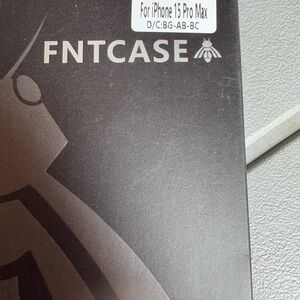 For iPhone 15 Pro Max
D/C:BG-AB-BC
FNTCASE